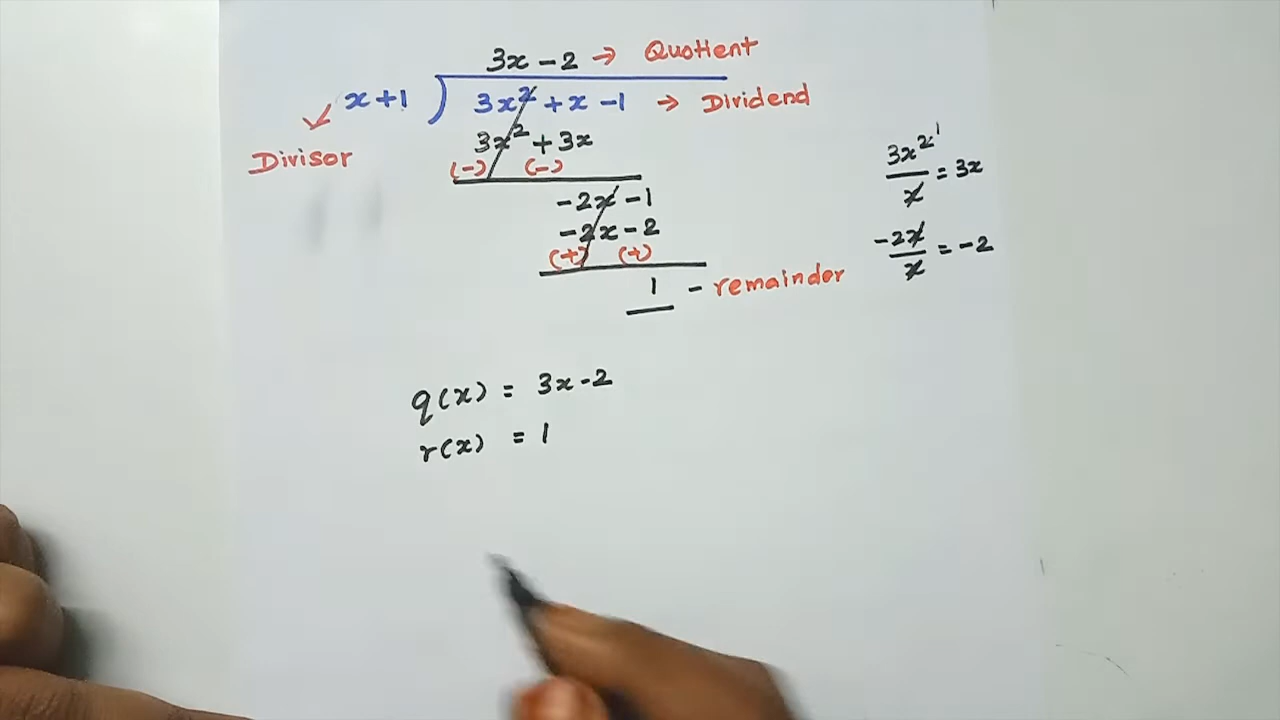 3x - 2 → Quotient
x + 1 ) 3x² + x - 1 → Dividend
Divisor
3x² + 3x
(-) (-)
-2x - 1
-2x - 2
(+) (+)
1 - remainder
3x²¹/x = 3x
-2x/x = -2
q(x) = 3x - 2
r(x) = 1